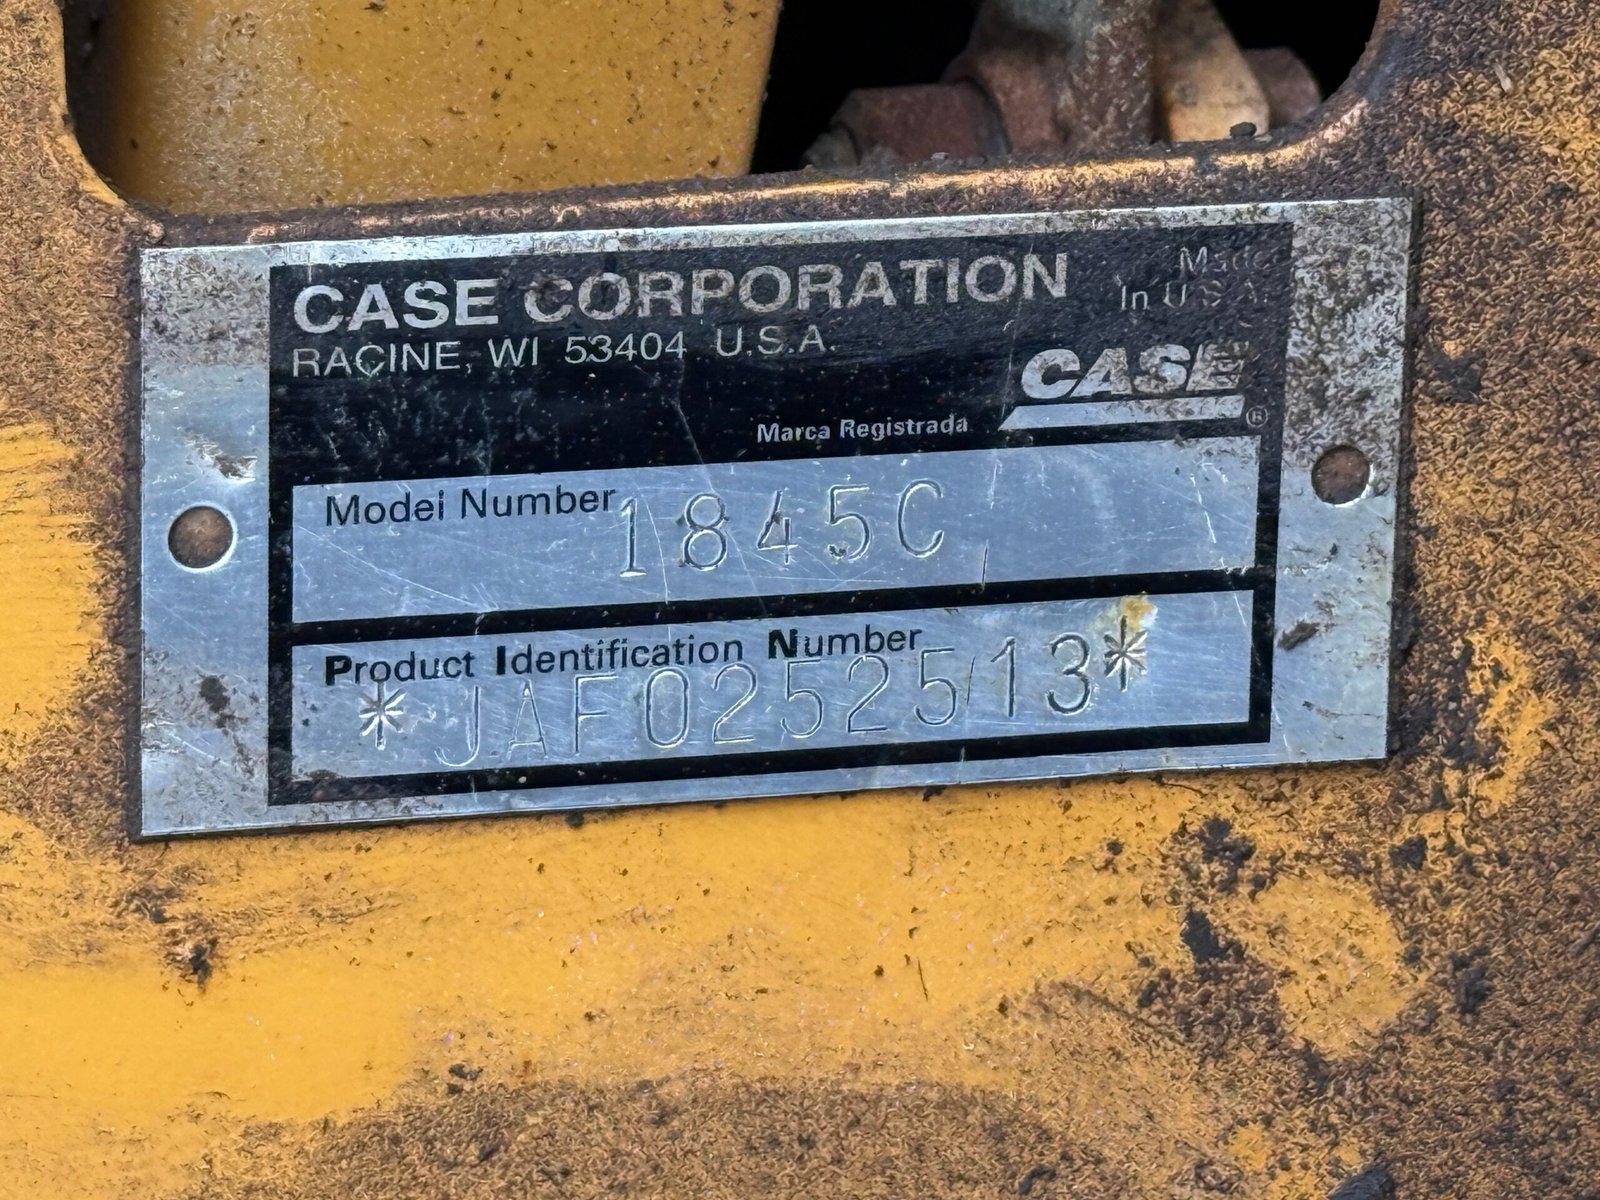 CASE CORPORATION
RACINE, WI 53404 U.S.A.
Made
In U.S.A.
CASE®
Marca Registrada
Model Number 1845C
Product Identification Number
*JAF0252513*